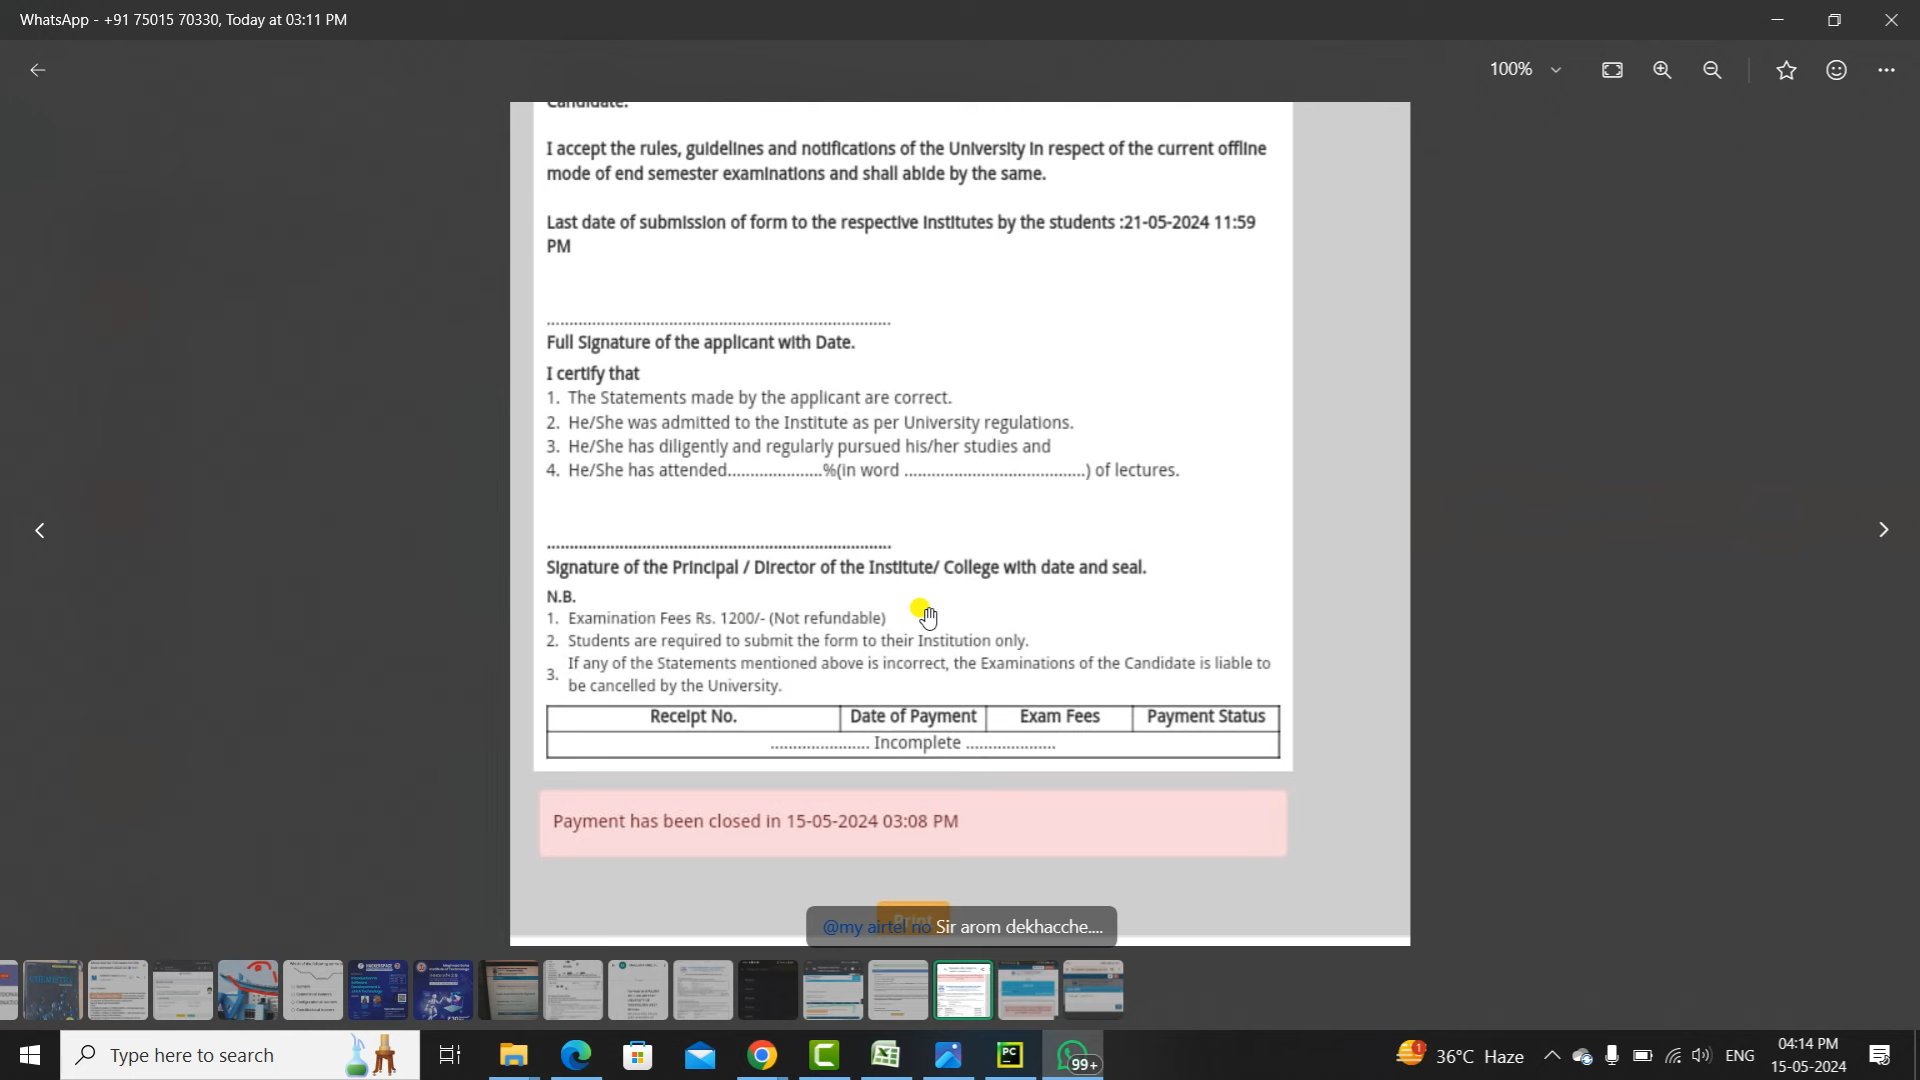 WhatsApp - +91 75015 70330, Today at 03:11 PM
100%
Candidate.
I accept the rules, guidelines and notifications of the University in respect of the current offline
mode of end semester examinations and shall abide by the same.
Last date of submission of form to the respective Institutes by the students :21-05-2024 11:59
PM
............................................................................
Full Signature of the applicant with Date.
I certify that
1. The Statements made by the applicant are correct.
2. He/She was admitted to the Institute as per University regulations.
3. He/She has diligently and regularly pursued his/her studies and
4. He/She has attended.....................%(in word ........................................) of lectures.
............................................................................
Signature of the Principal / Director of the Institute/ College with date and seal.
N.B.
1. Examination Fees Rs. 1200/- (Not refundable)
2. Students are required to submit the form to their Institution only.
3. If any of the Statements mentioned above is incorrect, the Examinations of the Candidate is liable to
be cancelled by the University.
Receipt No. Date of Payment Exam Fees Payment Status
...................... Incomplete ....................
Payment has been closed in 15-05-2024 03:08 PM
Print
@my airtel no Sir arom dekhacche....
Type here to search
PC
99+
1
36°C Haze
ENG
04:14 PM
15-05-2024